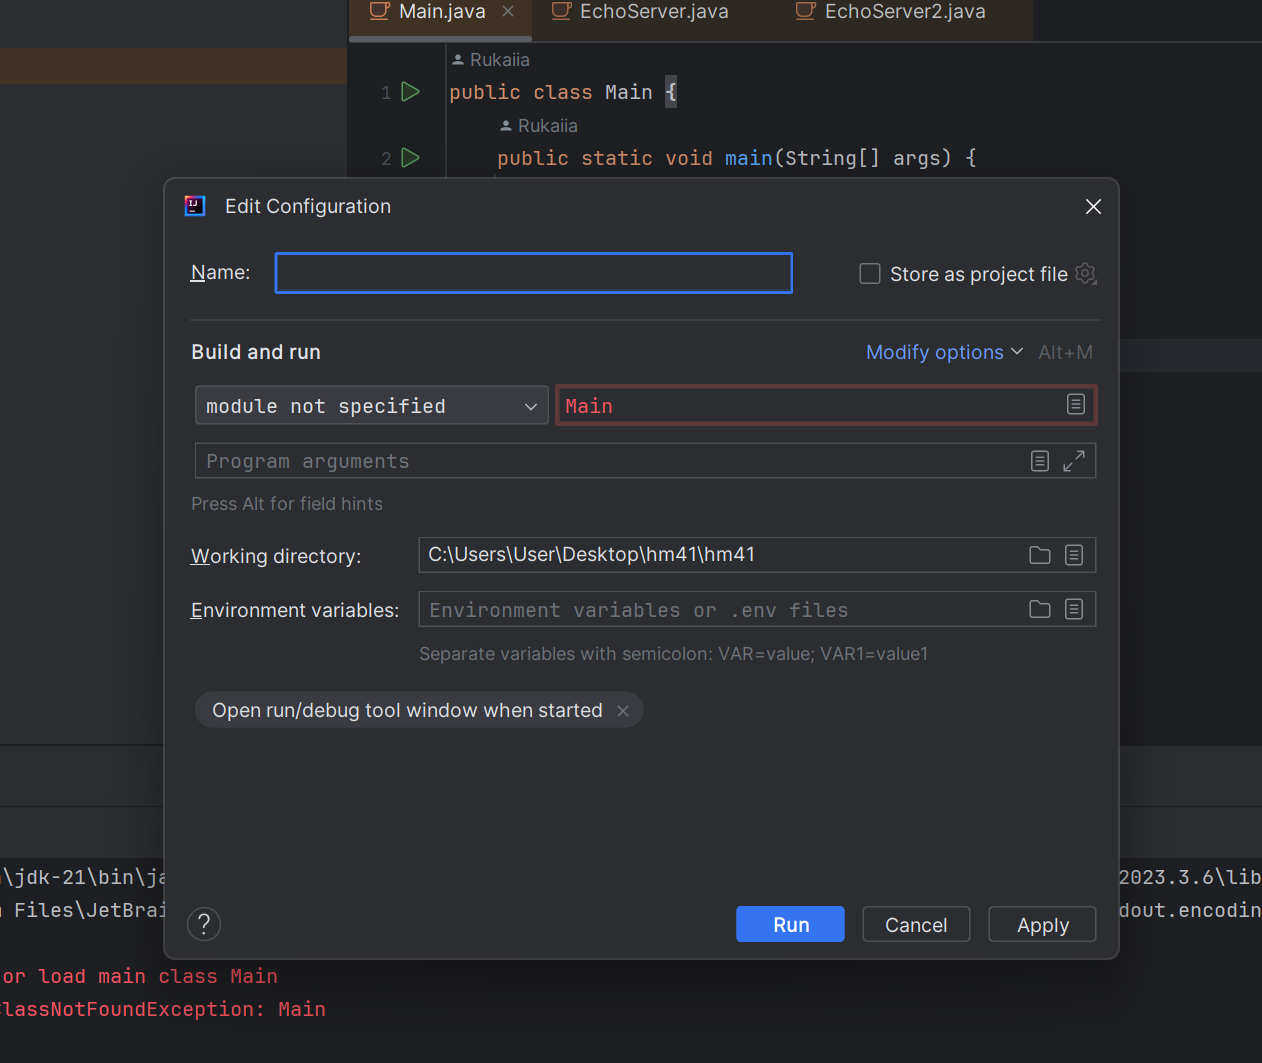 Main.java EchoServer.java EchoServer2.java
Rukaiia
1 public class Main {
Rukaiia
2 public static void main(String[] args) {
Edit Configuration
Name: Store as project file
Build and run Modify options Alt+M
module not specified Main
Program arguments
Press Alt for field hints
Working directory: C:\Users\User\Desktop\hm41\hm41
Environment variables: Environment variables or .env files
Separate variables with semicolon: VAR=value; VAR1=value1
Open run/debug tool window when started
\jdk-21\bin\ja 2023.3.6\lib
Files\JetBrai dout.encodin
? Run Cancel Apply
or load main class Main
lassNotFoundException: Main